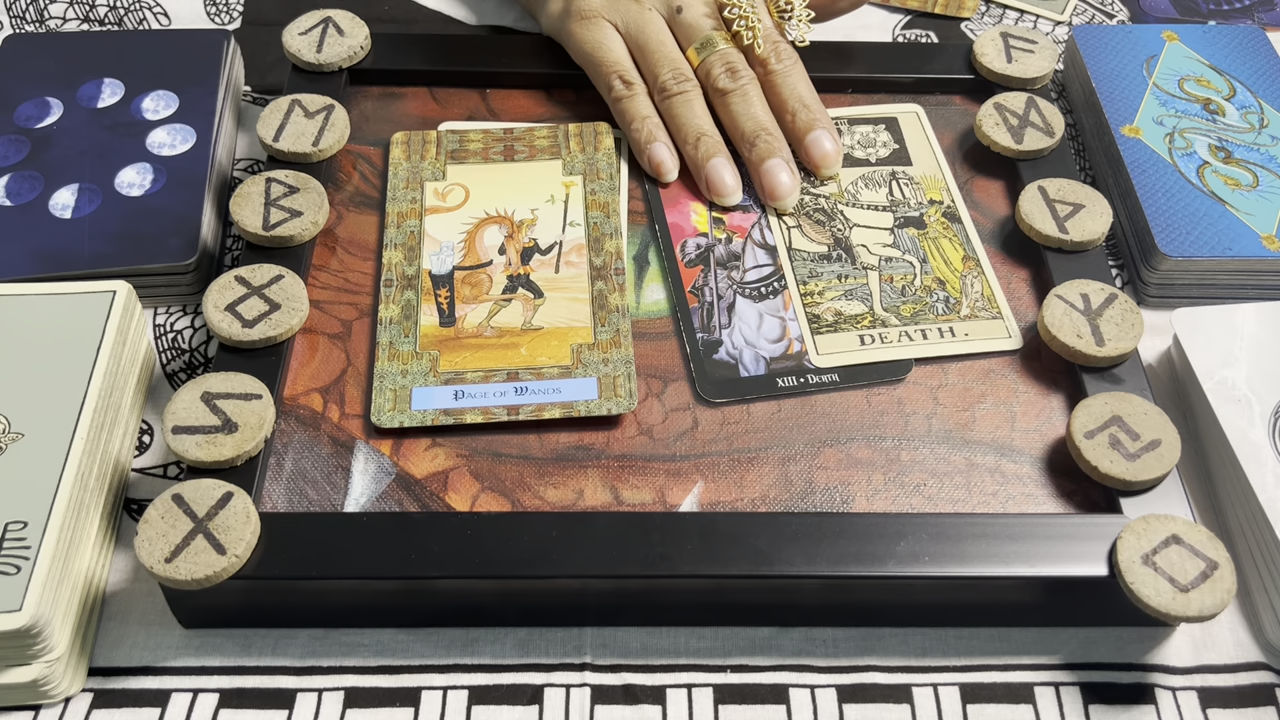 ᛏ
ᚨ
ᛖ
ᛞ
ᛒ
ᚦ
ᛟ
ᛉ
ᛊ
ᛃ
ᚷ
ᛜ
PAGE OF WANDS
XIII • DEATH
DEATH.